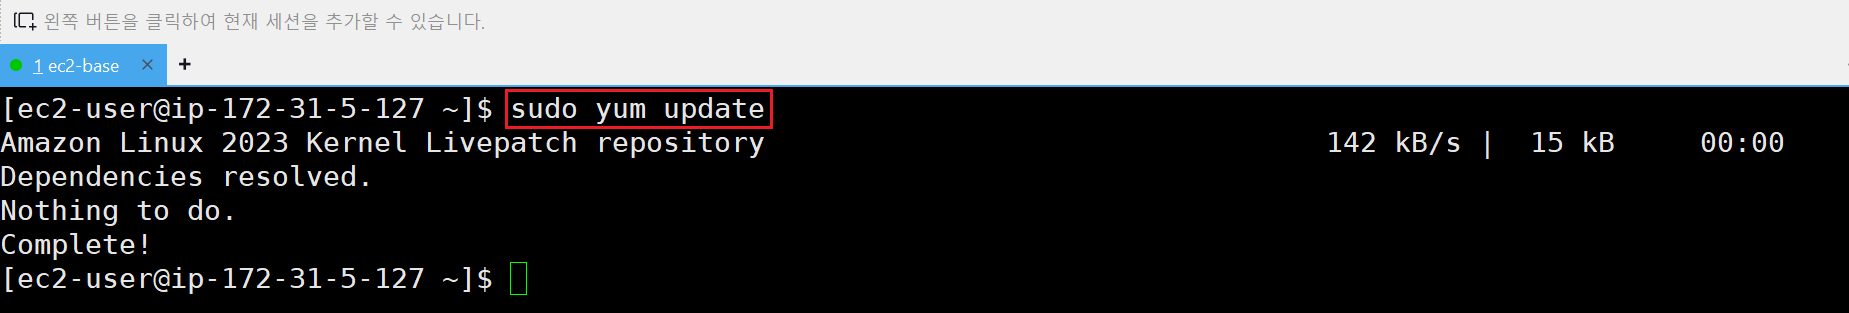 왼쪽 버튼을 클릭하여 현재 세션을 추가할 수 있습니다.
1 ec2-base × +
[ec2-user@ip-172-31-5-127 ~]$ sudo yum update
Amazon Linux 2023 Kernel Livepatch repository 142 kB/s | 15 kB 00:00
Dependencies resolved.
Nothing to do.
Complete!
[ec2-user@ip-172-31-5-127 ~]$